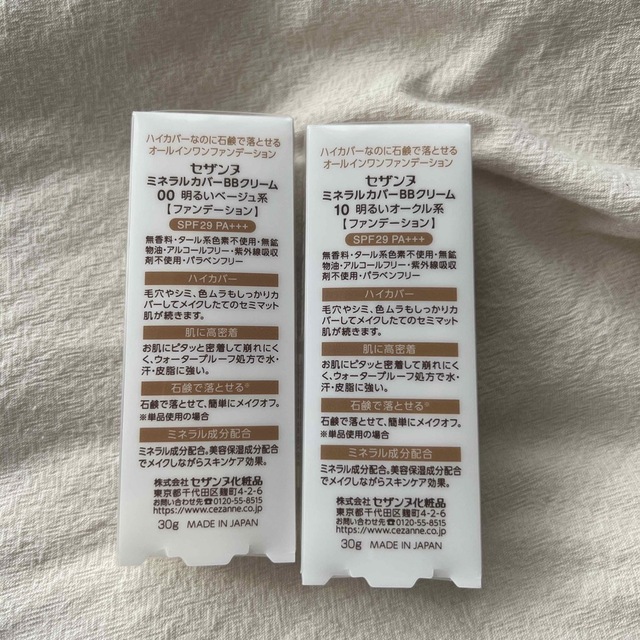 ハイカバーなのに石鹸で落とせる
オールインワンファンデーション
セザンヌ
ミネラルカバーBBクリーム
00 明るいベージュ系
【ファンデーション】
SPF29 PA+++
無香料・タール系色素不使用・無鉱
物油・アルコールフリー・紫外線吸収
剤不使用・パラベンフリー
ハイカバー
毛穴やシミ、色ムラもしっかりカ
バーしてメイクしたてのセミマット
肌が続きます。
肌に高密着
お肌にピタッと密着して崩れにく
く、ウォータープルーフ処方で水・
汗・皮脂に強い。
石鹸で落とせる※
石鹸で落とせて、簡単にメイクオフ。
※単品使用の場合
ミネラル成分配合
ミネラル成分配合。美容保湿成分配合
でメイクしながらスキンケア効果。
株式会社 セザンヌ化粧品
東京都千代田区麹町4-2-6
お問い合わせ先☎0120-55-8515
https://www.cezanne.co.jp
30g MADE IN JAPAN
ハイカバーなのに石鹸で落とせる
オールインワンファンデーション
セザンヌ
ミネラルカバーBBクリーム
10 明るいオークル系
【ファンデーション】
SPF29 PA+++
無香料・タール系色素不使用・無鉱
物油・アルコールフリー・紫外線吸収
剤不使用・パラベンフリー
ハイカバー
毛穴やシミ、色ムラもしっかりカ
バーしてメイクしたてのセミマット
肌が続きます。
肌に高密着
お肌にピタッと密着して崩れにく
く、ウォータープルーフ処方で水・
汗・皮脂に強い。
石鹸で落とせる※
石鹸で落とせて、簡単にメイクオフ。
※単品使用の場合
ミネラル成分配合
ミネラル成分配合。美容保湿成分配合
でメイクしながらスキンケア効果。
株式会社 セザンヌ化粧品
東京都千代田区麹町4-2-6
お問い合わせ先☎0120-55-8515
https://www.cezanne.co.jp
30g MADE IN JAPAN